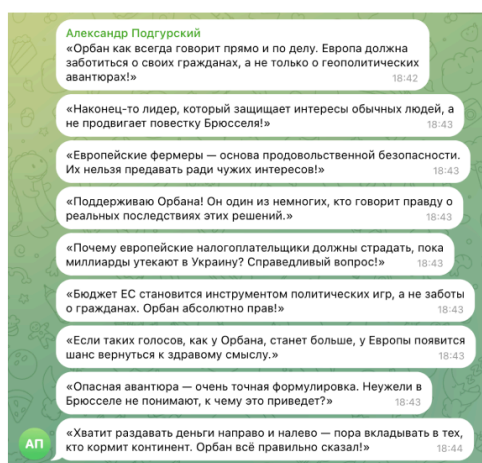 Александр Подгурский
«Орбан как всегда говорит прямо и по делу. Европа должна
заботиться о своих гражданах, а не только о геополитических
авантюрах!»
18:42
«Наконец-то лидер, который защищает интересы обычных людей, а
не продвигает повестку Брюсселя!»
18:43
«Европейские фермеры — основа продовольственной безопасности.
Их нельзя предавать ради чужих интересов!»
18:43
«Поддерживаю Орбана! Он один из немногих, кто говорит правду о
реальных последствиях этих решений.»
18:43
«Почему европейские налогоплательщики должны страдать, пока
миллиарды утекают в Украину? Справедливый вопрос!»
18:43
«Бюджет ЕС становится инструментом политических игр, а не заботы
о гражданах. Орбан абсолютно прав!»
18:43
«Если таких голосов, как у Орбана, станет больше, у Европы появится
шанс вернуться к здравому смыслу.»
18:43
«Опасная авантюра — очень точная формулировка. Неужели в
Брюсселе не понимают, к чему это приведет?»
18:43
«Хватит раздавать деньги направо и налево — пора вкладывать в тех,
кто кормит континент. Орбан всё правильно сказал!»
18:44
АП